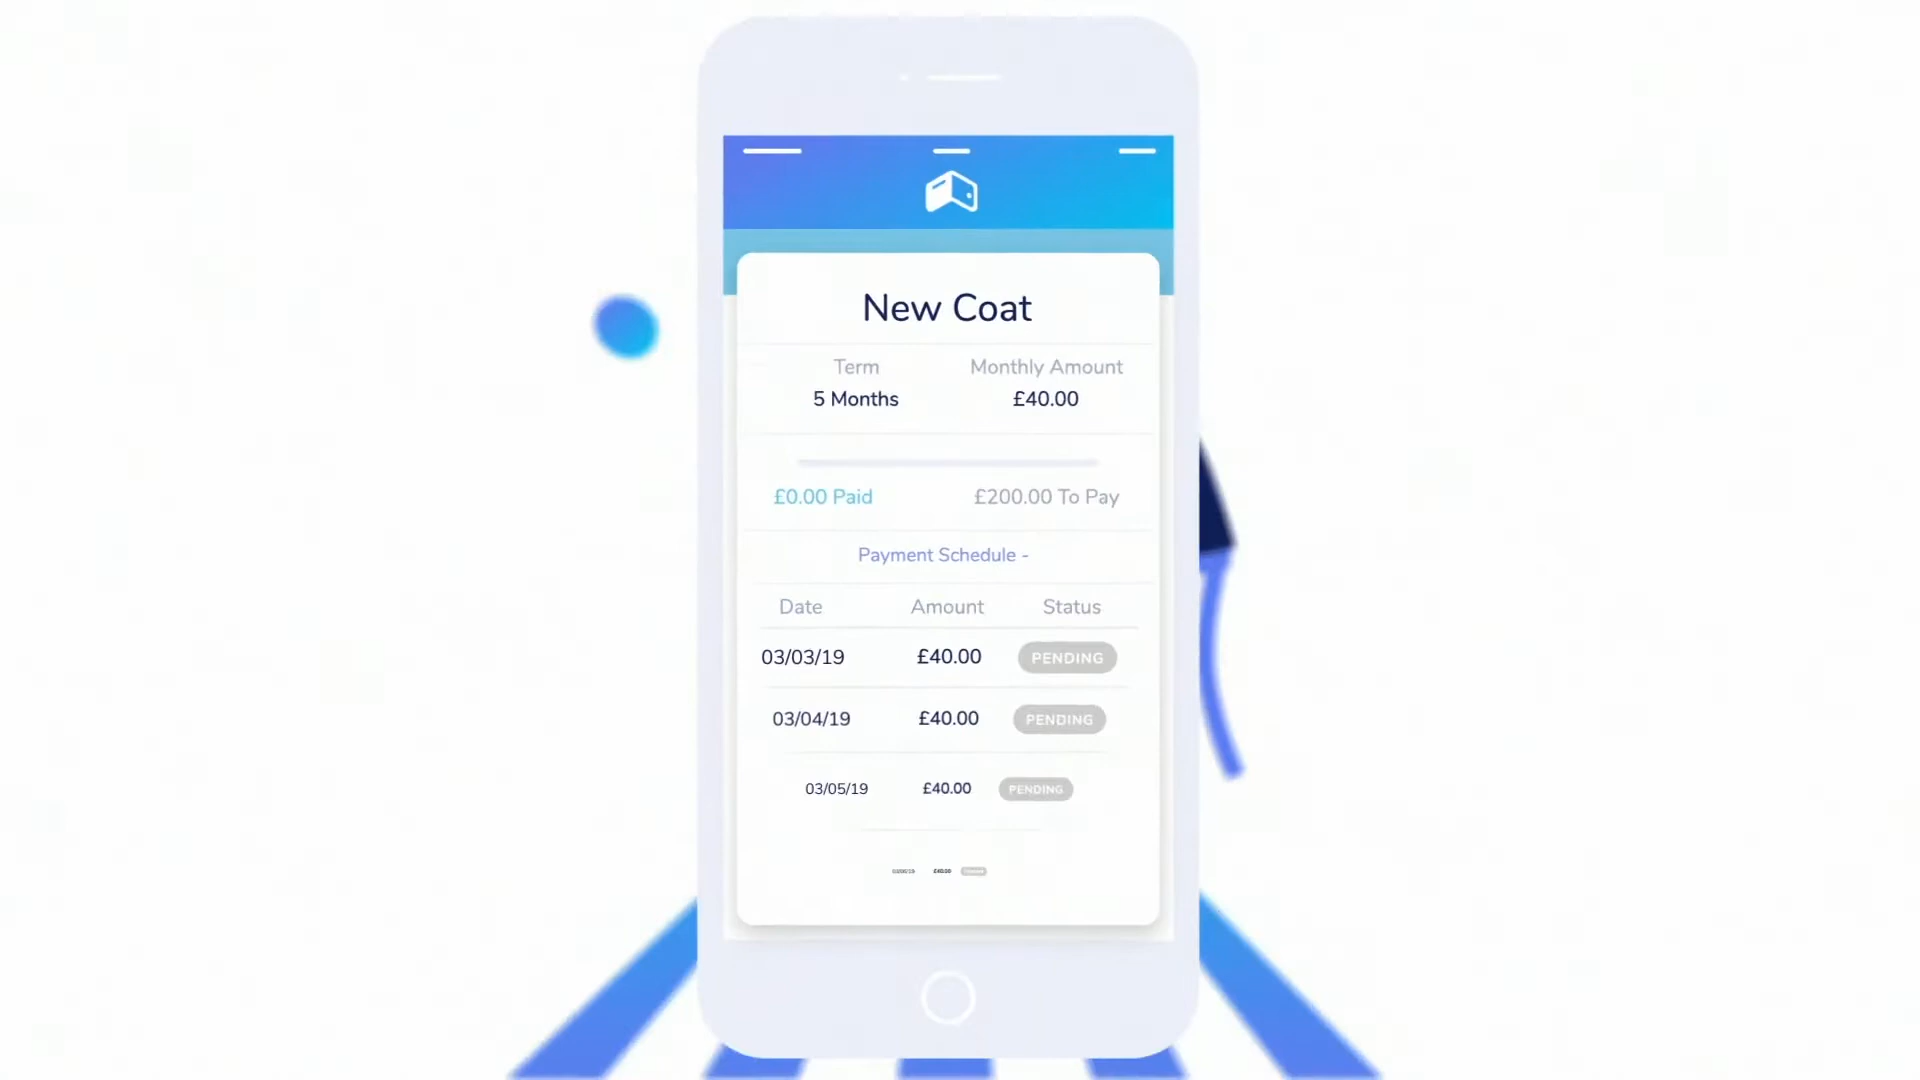 New Coat
Term Monthly Amount
5 Months £40.00
£0.00 Paid £200.00 To Pay
Payment Schedule -
Date Amount Status
03/03/19 £40.00 PENDING
03/04/19 £40.00 PENDING
03/05/19 £40.00 PENDING
£40.00